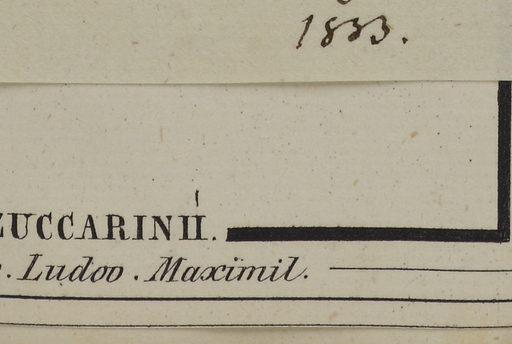 1833.
ZUCCARINII.
. Ludov. Maximil.